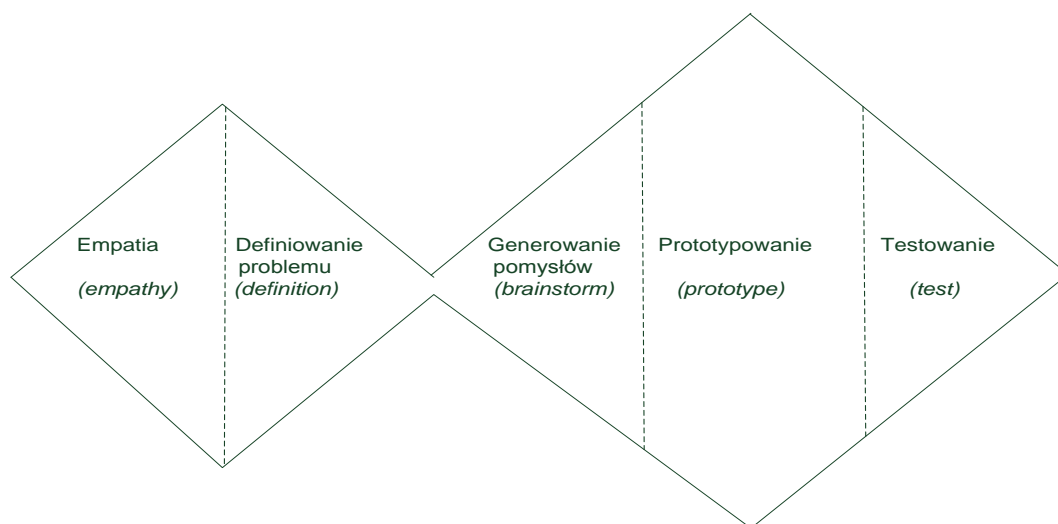 Empatia
(empathy)
Definiowanie
problemu
(definition)
Generowanie
pomysłów
(brainstorm)
Prototypowanie
(prototype)
Testowanie
(test)